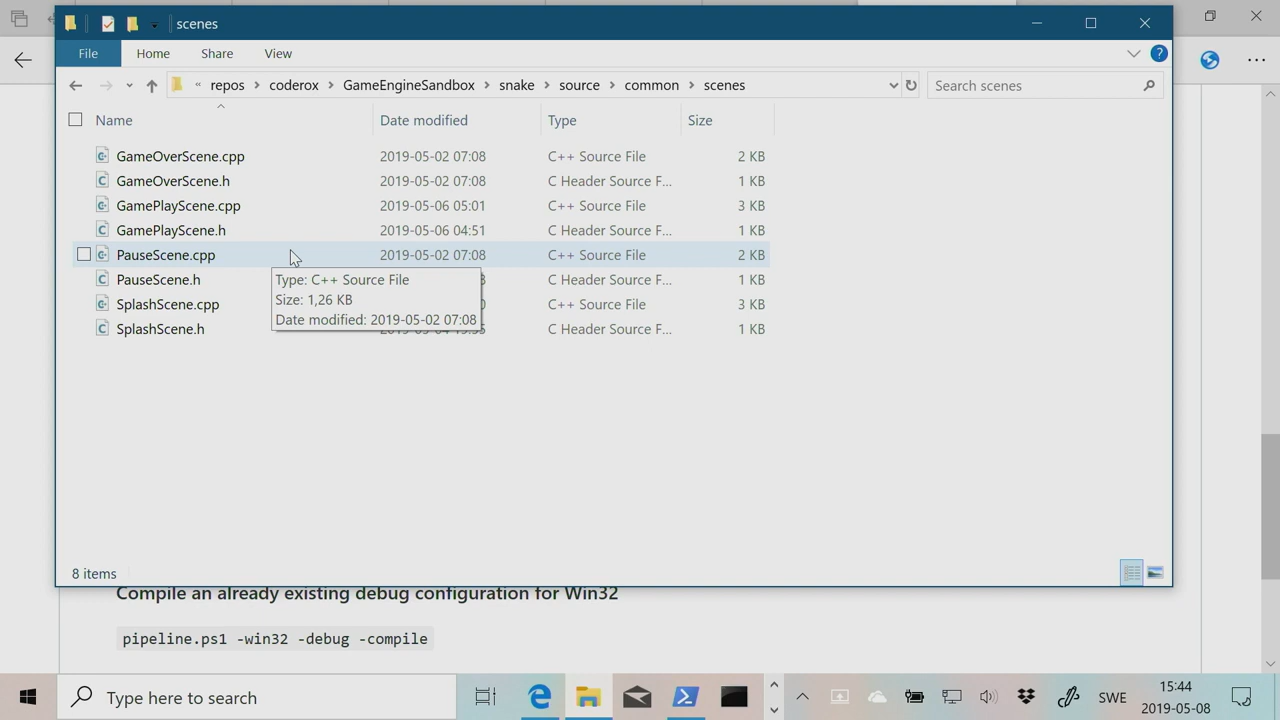 scenes
File Home Share View
« repos > coderox > GameEngineSandbox > snake > source > common > scenes
Search scenes
Name Date modified Type Size
GameOverScene.cpp 2019-05-02 07:08 C++ Source File 2 KB
GameOverScene.h 2019-05-02 07:08 C Header Source F... 1 KB
GamePlayScene.cpp 2019-05-06 05:01 C++ Source File 3 KB
GamePlayScene.h 2019-05-06 04:51 C Header Source F... 1 KB
PauseScene.cpp 2019-05-02 07:08 C++ Source File 2 KB
PauseScene.h C Header Source F... 1 KB
Type: C++ Source File
Size: 1,26 KB
Date modified: 2019-05-02 07:08
SplashScene.cpp C++ Source File 3 KB
SplashScene.h C Header Source F... 1 KB
8 items
Compile an already existing debug configuration for Win32
pipeline.ps1 -win32 -debug -compile
Type here to search
SWE
15:44
2019-05-08